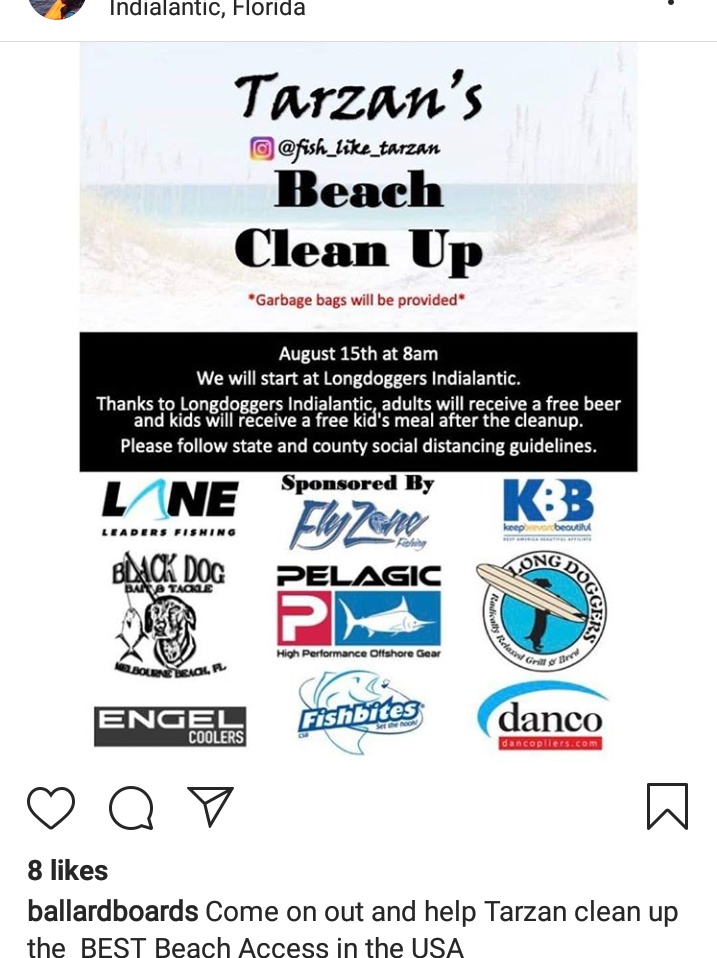 Indialantic, Florida
Tarzan's
@fish_like_tarzan
Beach
Clean Up
*Garbage bags will be provided*
August 15th at 8am
We will start at Longdoggers Indialantic.
Thanks to Longdoggers Indialantic, adults will receive a free beer
and kids will receive a free kid's meal after the cleanup.
Please follow state and county social distancing guidelines.
Sponsored By
LANE
LEADERS FISHING
FlyZone
Fishing
KBB
keepbrevardbeautiful
KEEP AMERICA BEAUTIFUL AFFILIATE
BLACK DOG
BAIT & TACKLE
MELBOURNE BEACH, FL
PELAGIC
P
High Performance Offshore Gear
LONG DOGGERS'
Radically Relaxed Grill & Brew
ENGEL
COOLERS
Fishbites
Set the hook!
danco
dancopliers.com
8 likes
ballardboards Come on out and help Tarzan clean up
the BEST Beach Access in the USA